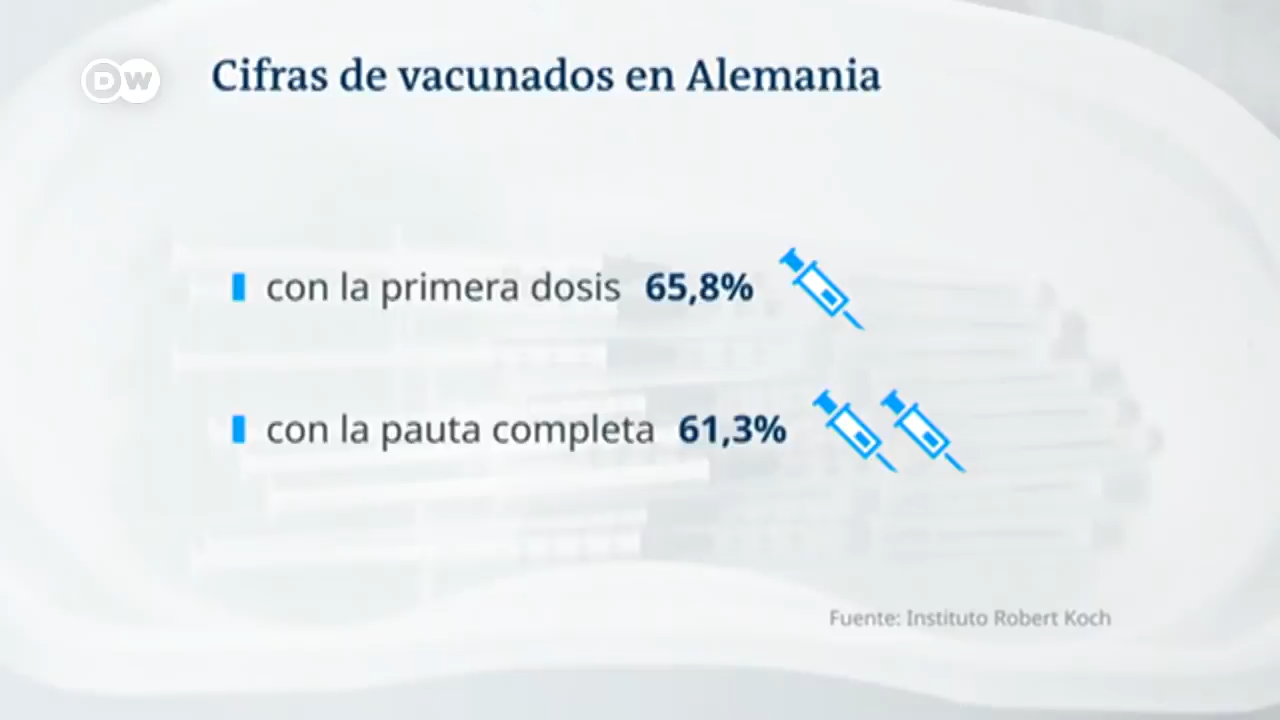 DW
Cifras de vacunados en Alemania
con la primera dosis 65,8%
con la pauta completa 61,3%
Fuente: Instituto Robert Koch